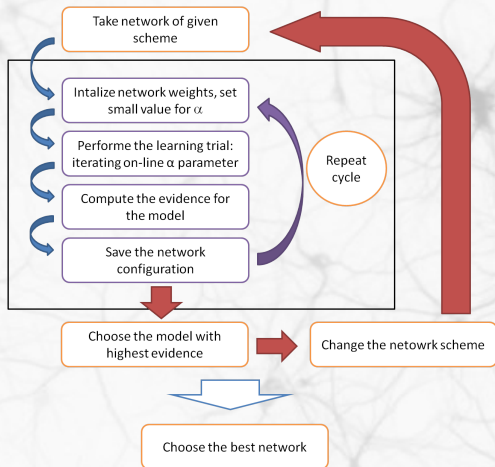 Take network of given
scheme
Intalize network weights, set
small value for α
Performe the learning trial:
iterating on-line α parameter
Repeat
cycle
Compute the evidence for
the model
Save the network
configuration
Choose the model with
highest evidence
Change the netowrk scheme
Choose the best network